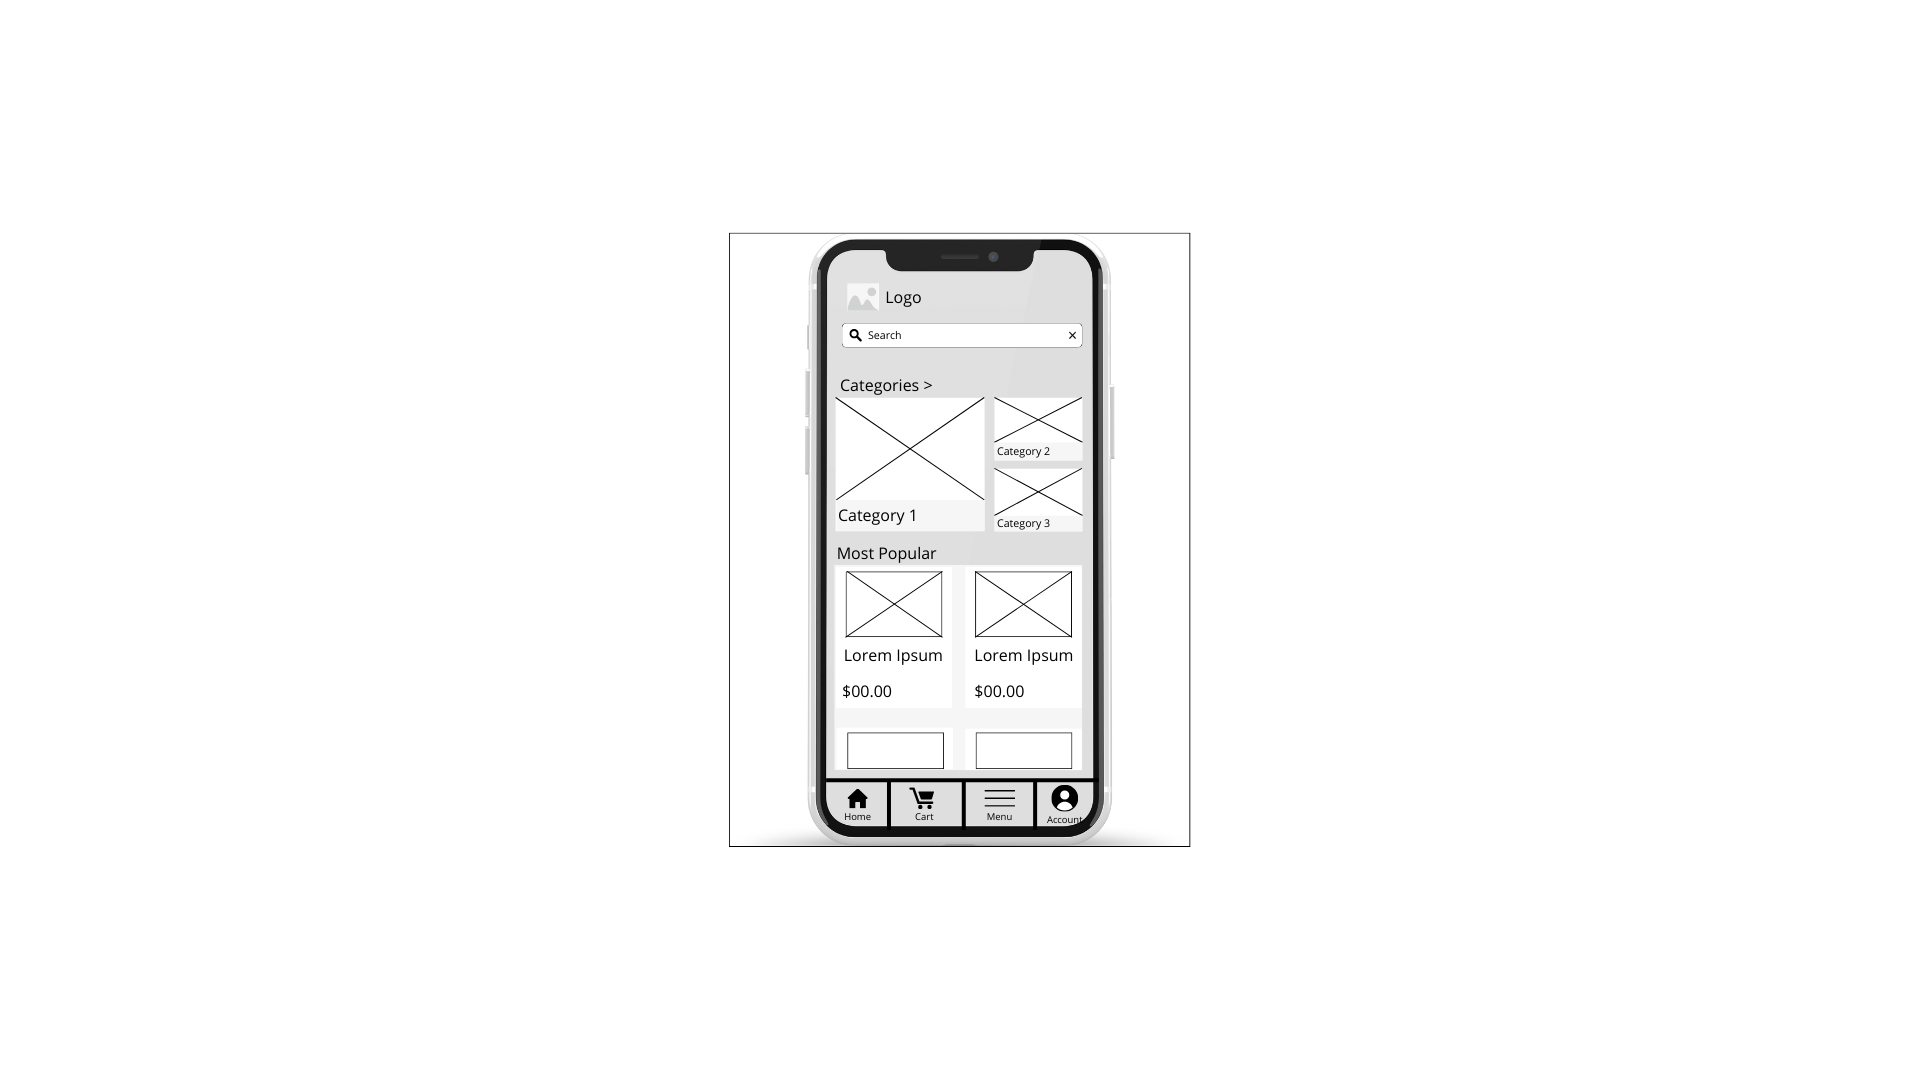 Logo
Search ×
Categories >
Category 1
Category 2
Category 3
Most Popular
Lorem Ipsum Lorem Ipsum
$00.00 $00.00
Home Cart Menu Account